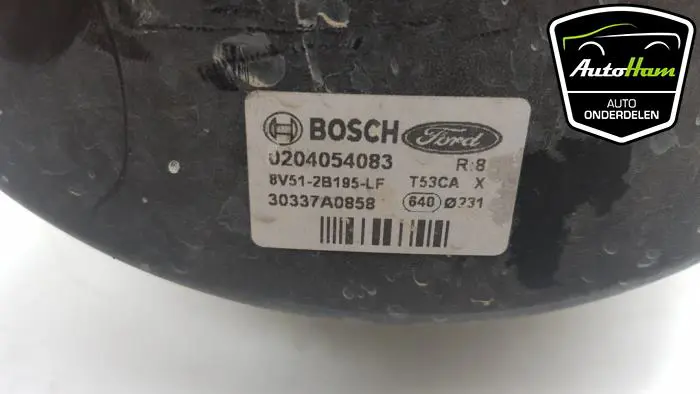 AutoHam
AUTO
ONDERDELEN
BOSCH Ford
0204054083 R:8
8V51-2B195-LF T53CA X
30337A0858 640 Ø231